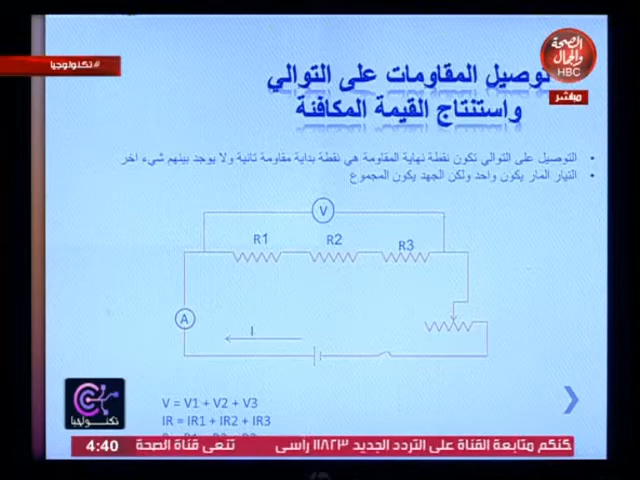 الصحة
والجمال
HBC
مباشر
#تكنولوجيا
توصيل المقاومات على التوالي
واستنتاج القيمة المكافئة
• التوصيل على التوالي تكون نقطة نهاية المقاومة هي نقطة بداية مقاومة ثانية ولا يوجد بينهم شيء اخر
• التيار المار يكون واحد ولكن الجهد يكون المجموع
V
R1 R2 R3
A
I
V = V1 + V2 + V3
IR = IR1 + IR2 + IR3
تكنولوجيا
كنكم متابعة القناة على التردد الجديد ١١٨٢٣ راسى تنعى قناة الصحة
4:40